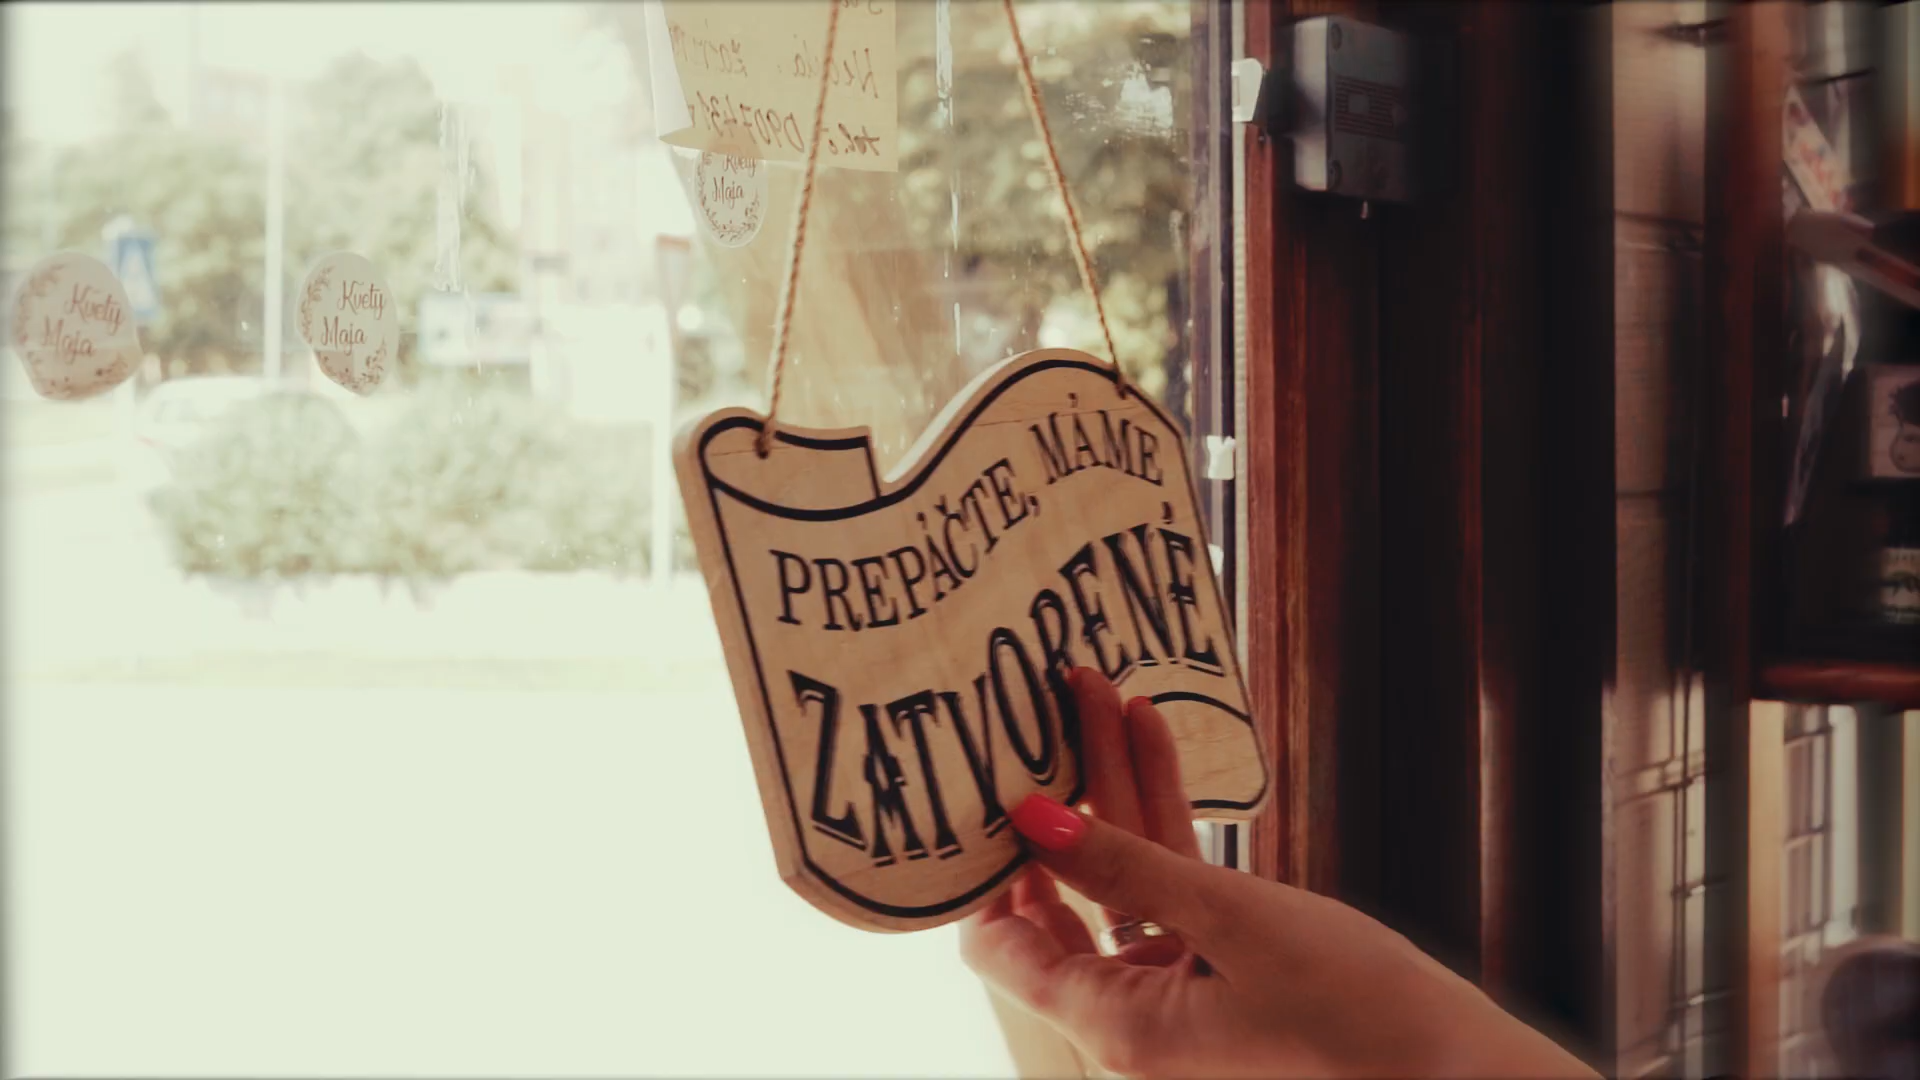 Kvety
Maja
Kvety
Maja
Kvety
Maja
PREPÁČTE, MÁME
ZATVORENÉ